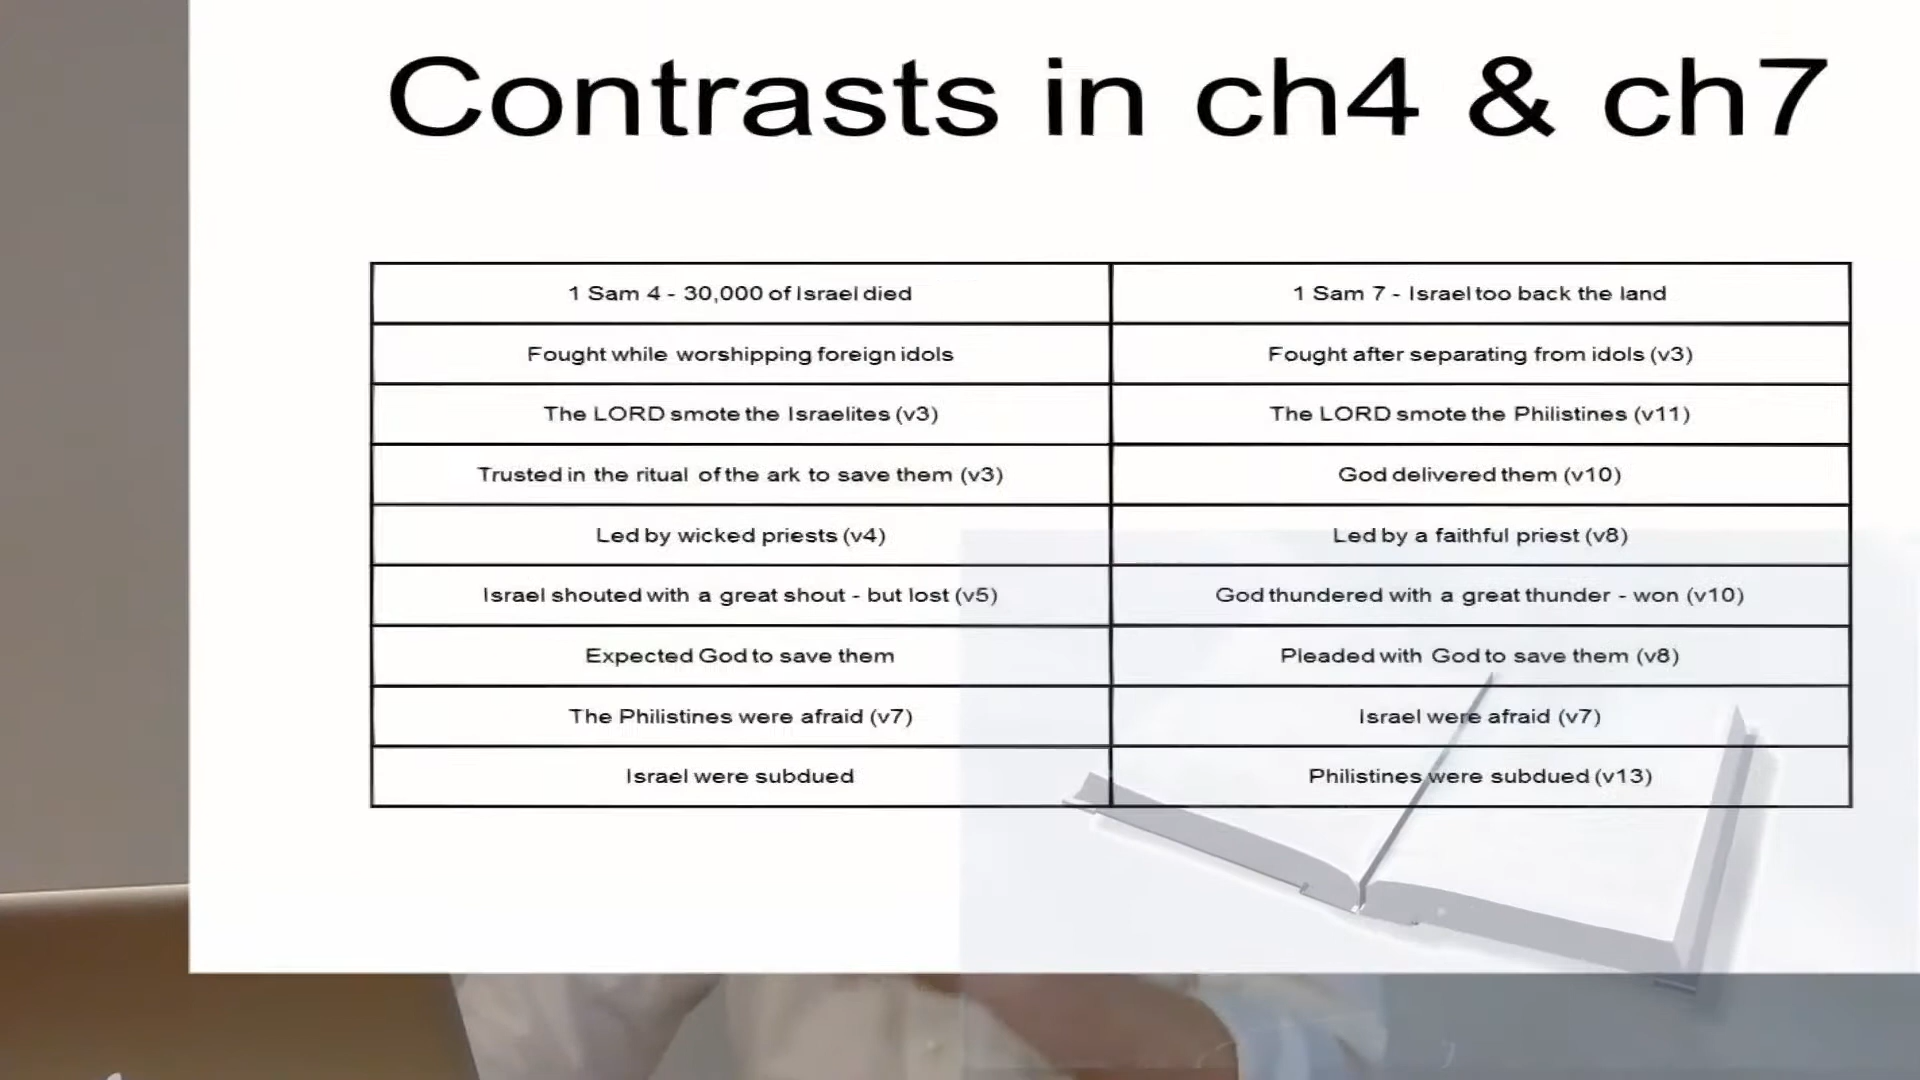 Contrasts in ch4 & ch7
1 Sam 4 - 30,000 of Israel died
1 Sam 7 - Israel too back the land
Fought while worshipping foreign idols
Fought after separating from idols (v3)
The LORD smote the Israelites (v3)
The LORD smote the Philistines (v11)
Trusted in the ritual of the ark to save them (v3)
God delivered them (v10)
Led by wicked priests (v4)
Led by a faithful priest (v8)
Israel shouted with a great shout - but lost (v5)
God thundered with a great thunder - won (v10)
Expected God to save them
Pleaded with God to save them (v8)
The Philistines were afraid (v7)
Israel were afraid (v7)
Israel were subdued
Philistines were subdued (v13)